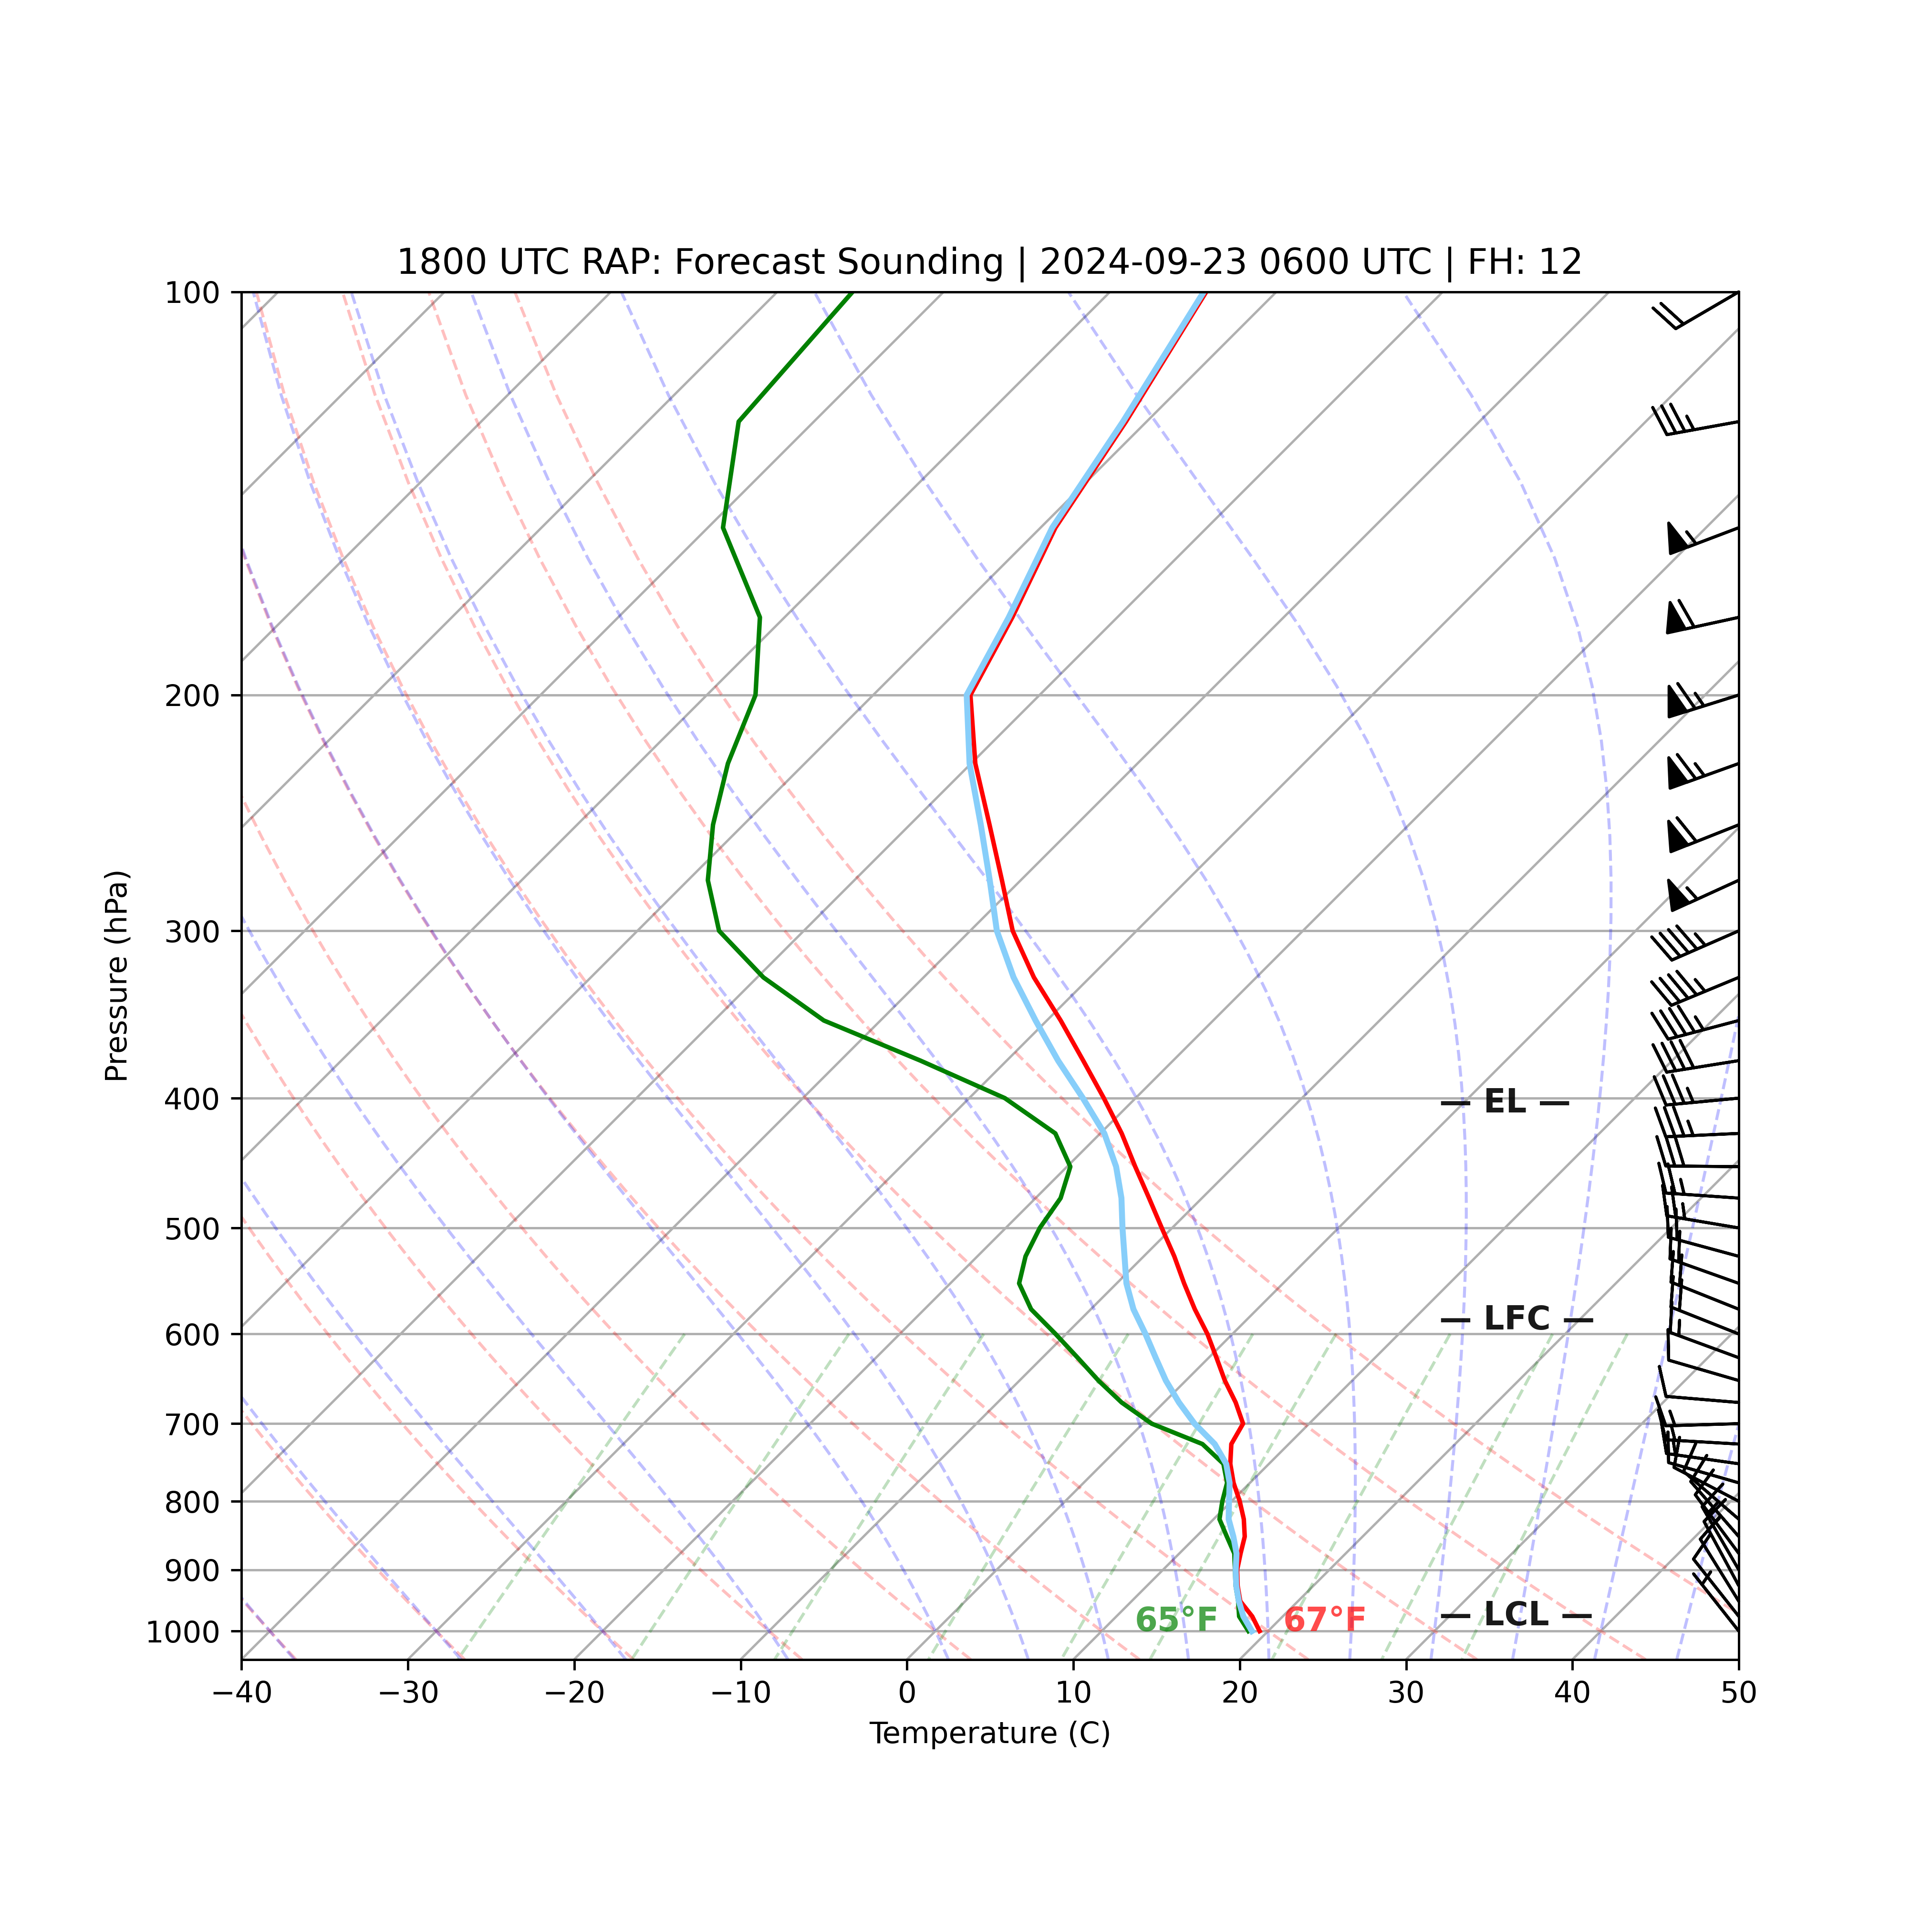 1800 UTC RAP: Forecast Sounding | 2024-09-23 0600 UTC | FH: 12
100
200
300
400
500
600
700
800
900
1000
Pressure (hPa)
— EL —
— LFC —
— LCL —
65°F 67°F
−40 −30 −20 −10 0 10 20 30 40 50
Temperature (C)